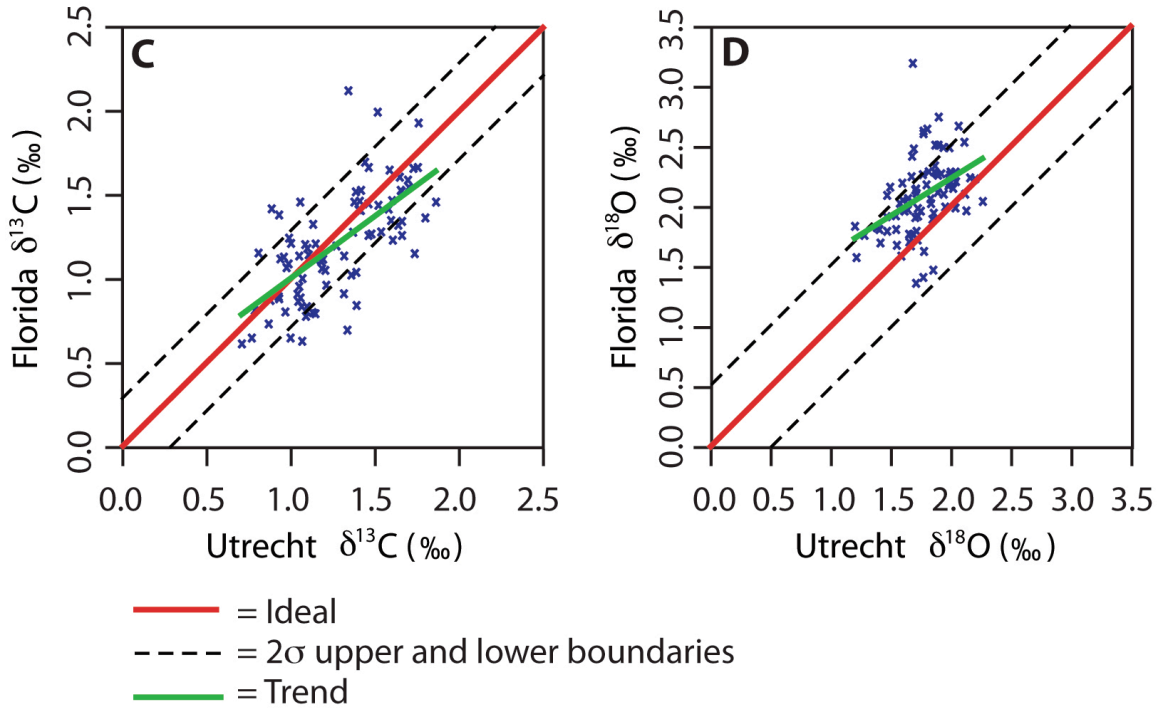 C
2.5
2.0
1.5
1.0
0.5
0.0
Florida δ¹³C (‰)
0.0 0.5 1.0 1.5 2.0 2.5
Utrecht δ¹³C (‰)
D
3.5
3.0
2.5
2.0
1.5
1.0
0.5
0.0
Florida δ¹⁸O (‰)
0.0 0.5 1.0 1.5 2.0 2.5 3.0 3.5
Utrecht δ¹⁸O (‰)
= Ideal
= 2σ upper and lower boundaries
= Trend